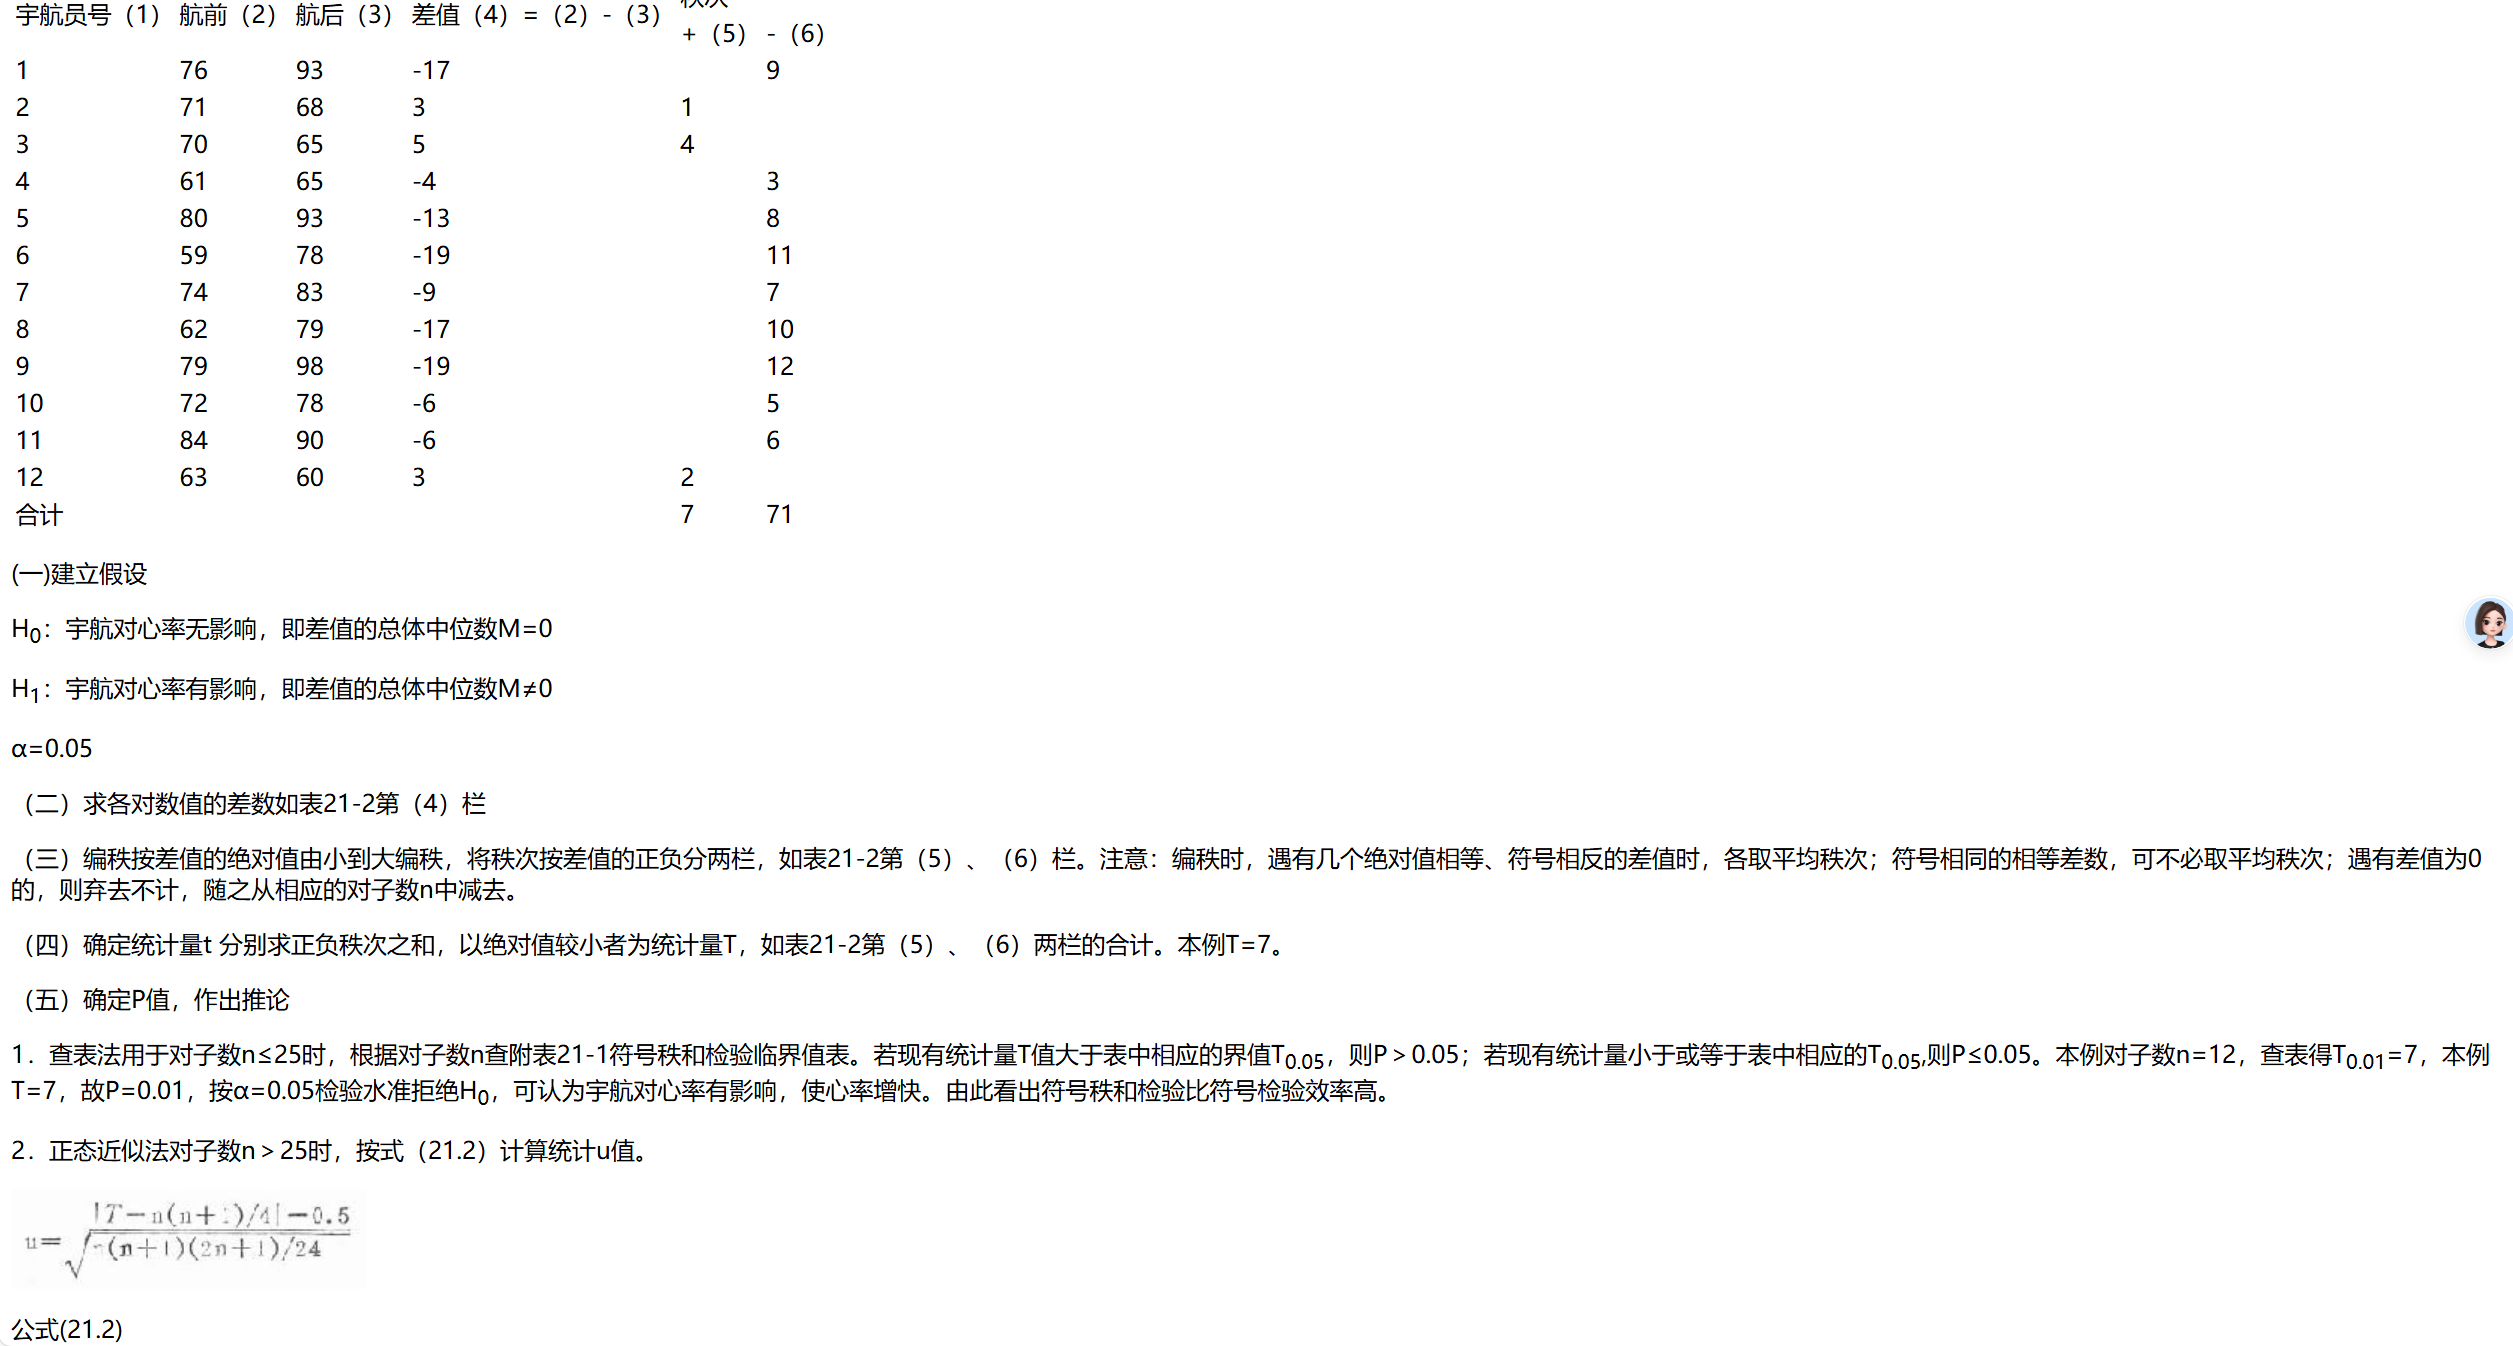 宇航员号（1） 航前（2） 航后（3） 差值（4）=（2）-（3）
+（5） -（6）
1 76 93 -17 9
2 71 68 3 1
3 70 65 5 4
4 61 65 -4 3
5 80 93 -13 8
6 59 78 -19 11
7 74 83 -9 7
8 62 79 -17 10
9 79 98 -19 12
10 72 78 -6 5
11 84 90 -6 6
12 63 60 3 2
合计 7 71
(一)建立假设
H0：宇航对心率无影响，即差值的总体中位数M=0
H1：宇航对心率有影响，即差值的总体中位数M≠0
α=0.05
（二）求各对数值的差数如表21-2第（4）栏
（三）编秩按差值的绝对值由小到大编秩，将秩次按差值的正负分两栏，如表21-2第（5）、（6）栏。注意：编秩时，遇有几个绝对值相等、符号相反的差值时，各取平均秩次；符号相同的相等差数，可不必取平均秩次；遇有差值为0
的，则弃去不计，随之从相应的对子数n中减去。
（四）确定统计量t 分别求正负秩次之和，以绝对值较小者为统计量T，如表21-2第（5）、（6）两栏的合计。本例T=7。
（五）确定P值，作出推论
1．查表法用于对子数n≤25时，根据对子数n查附表21-1符号秩和检验临界值表。若现有统计量T值大于表中相应的界值T0.05，则P＞0.05；若现有统计量小于或等于表中相应的T0.05,则P≤0.05。本例对子数n=12，查表得T0.01=7，本例
T=7，故P=0.01，按α=0.05检验水准拒绝H0，可认为宇航对心率有影响，使心率增快。由此看出符号秩和检验比符号检验效率高。
2．正态近似法对子数n＞25时，按式（21.2）计算统计u值。
|T-n(n+1)/4|-0.5
u=√n(n+1)(2n+1)/24
公式(21.2)